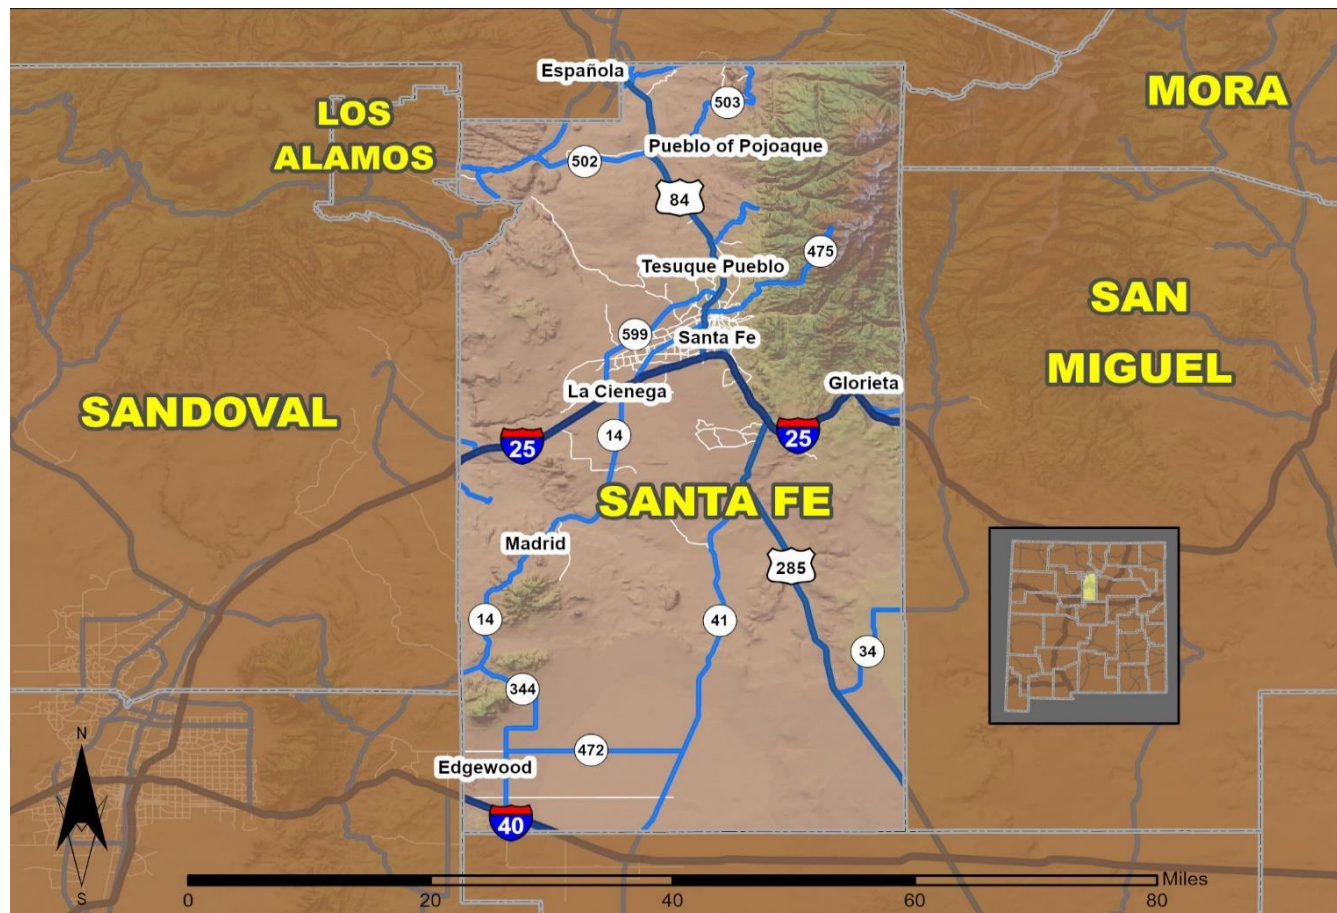 Española
MORA
503
LOS
ALAMOS
Pueblo of Pojoaque
502
84
475
Tesuque Pueblo
SAN
MIGUEL
599
Santa Fe
Glorieta
La Cienega
SANDOVAL
14
25
25
SANTA FE
Madrid
285
14
41
34
344
N
472
Edgewood
40
S
Miles
0
20
40
60
80